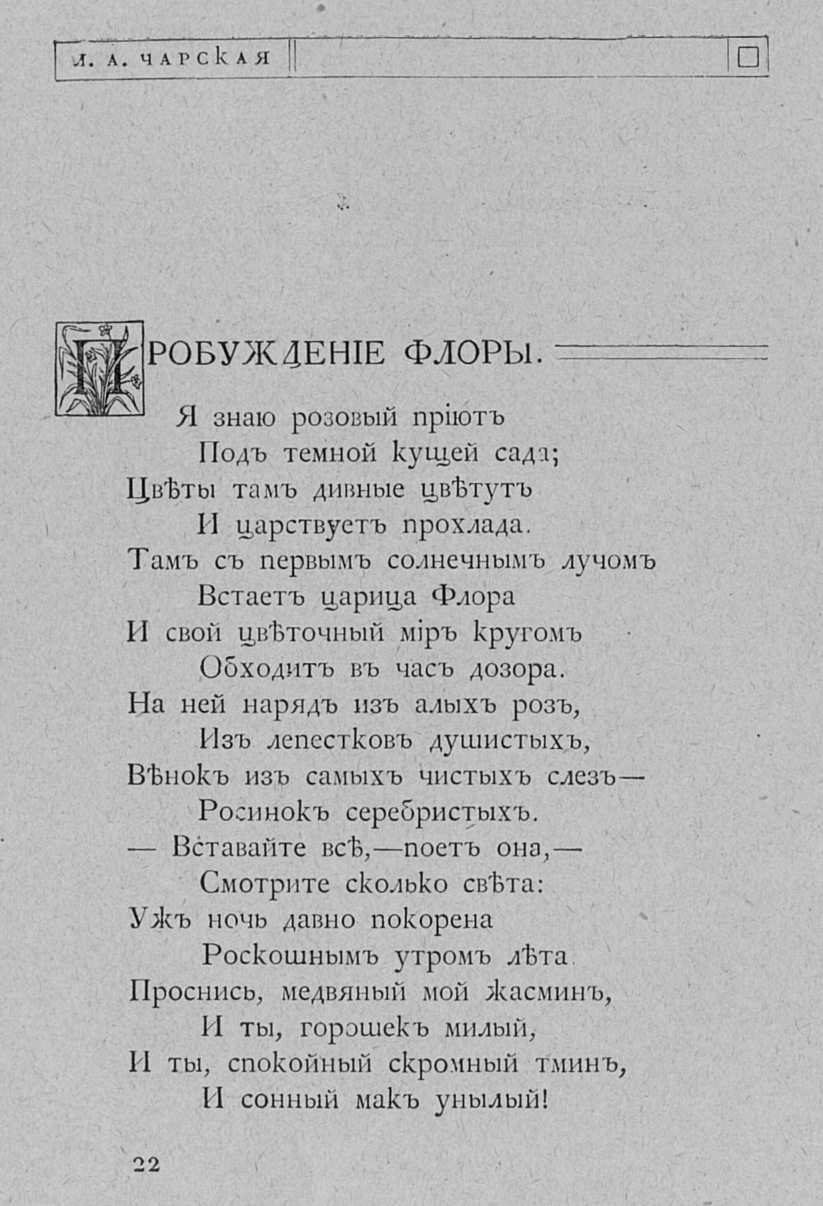 Л. А. ЧАРСКАЯ
ПРОБУЖДЕНІЕ ФЛОРЫ.
Я знаю розовый пріютъ
Подъ темной кущей сада;
Цвѣты тамъ дивные цвѣтутъ
И царствуетъ прохлада.
Тамъ съ первымъ солнечнымъ лучомъ
Встаетъ царица Флора
И свой цвѣточный міръ кругомъ
Обходитъ въ часъ дозора.
На ней нарядъ изъ алыхъ розъ,
Изъ лепестковъ душистыхъ,
Вѣнокъ изъ самыхъ чистыхъ слезъ—
Росинокъ серебристыхъ.
— Вставайте всѣ,—поетъ она,—
Смотрите сколько свѣта:
Ужъ ночь давно покорена
Роскошнымъ утромъ лѣта.
Проснись, медвяный мой жасминъ,
И ты, горошекъ милый,
И ты, спокойный скромный тминъ,
И сонный макъ унылый!
22